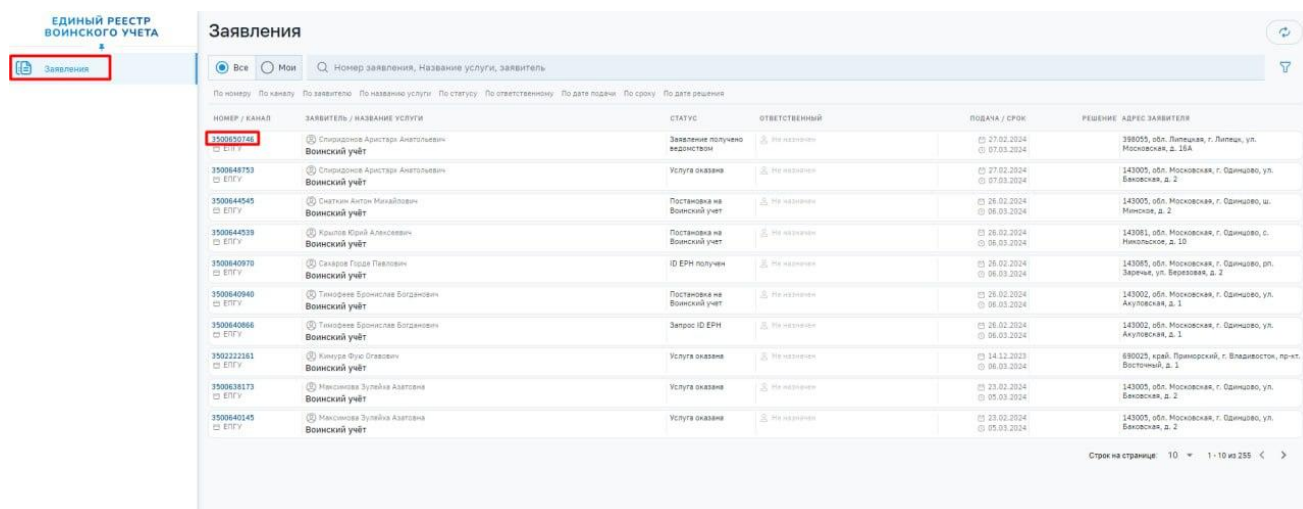 ЕДИНЫЙ РЕЕСТР
ВОИНСКОГО УЧЕТА
Заявления
Заявления
Все Мои Номер заявления, Название услуги, заявитель
По номеру По каналу По заявителю По названию услуги По статусу По ответственному По дате подачи По сроку По дате решения
НОМЕР / КАНАЛ ЗАЯВИТЕЛЬ / НАЗВАНИЕ УСЛУГИ СТАТУС ОТВЕТСТВЕННЫЙ ПОДАЧА / СРОК РЕШЕНИЕ АДРЕС ЗАЯВИТЕЛЯ
3500650746 Спиридонов Аристарх Анатольевич Заявление получено Не назначен 27.02.2024 398055, обл. Липецкая, г. Липецк, ул.
ЕПГУ Воинский учёт ведомством 07.03.2024 Московская, д. 16А
3500648753 Спиридонов Аристарх Анатольевич Услуга оказана Не назначен 27.02.2024 143005, обл. Московская, г. Одинцово, ул.
ЕПГУ Воинский учёт 07.03.2024 Баковская, д. 2
3500644545 Снаткин Антон Михайлович Постановка на Не назначен 26.02.2024 143005, обл. Московская, г. Одинцово, ш.
ЕПГУ Воинский учёт Воинский учет 06.03.2024 Минское, д. 2
3500644539 Крылов Юрий Алексеевич Постановка на Не назначен 26.02.2024 143081, обл. Московская, г. Одинцово, с.
ЕПГУ Воинский учёт Воинский учет 06.03.2024 Никольское, д. 10
3500640970 Сахаров Гордe Павлович ID ЕРН получен Не назначен 26.02.2024 143085, обл. Московская, г. Одинцово, рп.
ЕПГУ Воинский учёт 06.03.2024 Заречье, ул. Березовая, д. 2
3500640940 Тимофеев Бронислав Богданович Постановка на Не назначен 26.02.2024 143002, обл. Московская, г. Одинцово, ул.
ЕПГУ Воинский учёт Воинский учет 06.03.2024 Акуловская, д. 1
3500640866 Тимофеев Бронислав Богданович Запрос ID ЕРН Не назначен 26.02.2024 143002, обл. Московская, г. Одинцово, ул.
ЕПГУ Воинский учёт 06.03.2024 Акуловская, д. 1
3502222161 Кимура Фую Огавович Услуга оказана Не назначен 14.12.2023 690025, край. Приморский, г. Владивосток, пр-кт.
ЕПГУ Воинский учёт 06.03.2024 Восточный, д. 1
3500638173 Максимова Зулейха Азатовна Услуга оказана Не назначен 23.02.2024 143005, обл. Московская, г. Одинцово, ул.
ЕПГУ Воинский учёт 05.03.2024 Баковская, д. 2
3500640145 Максимова Зулейха Азатовна Услуга оказана Не назначен 23.02.2024 143005, обл. Московская, г. Одинцово, ул.
ЕПГУ Воинский учёт 05.03.2024 Баковская, д. 2
Строк на странице: 10 1-10 из 255